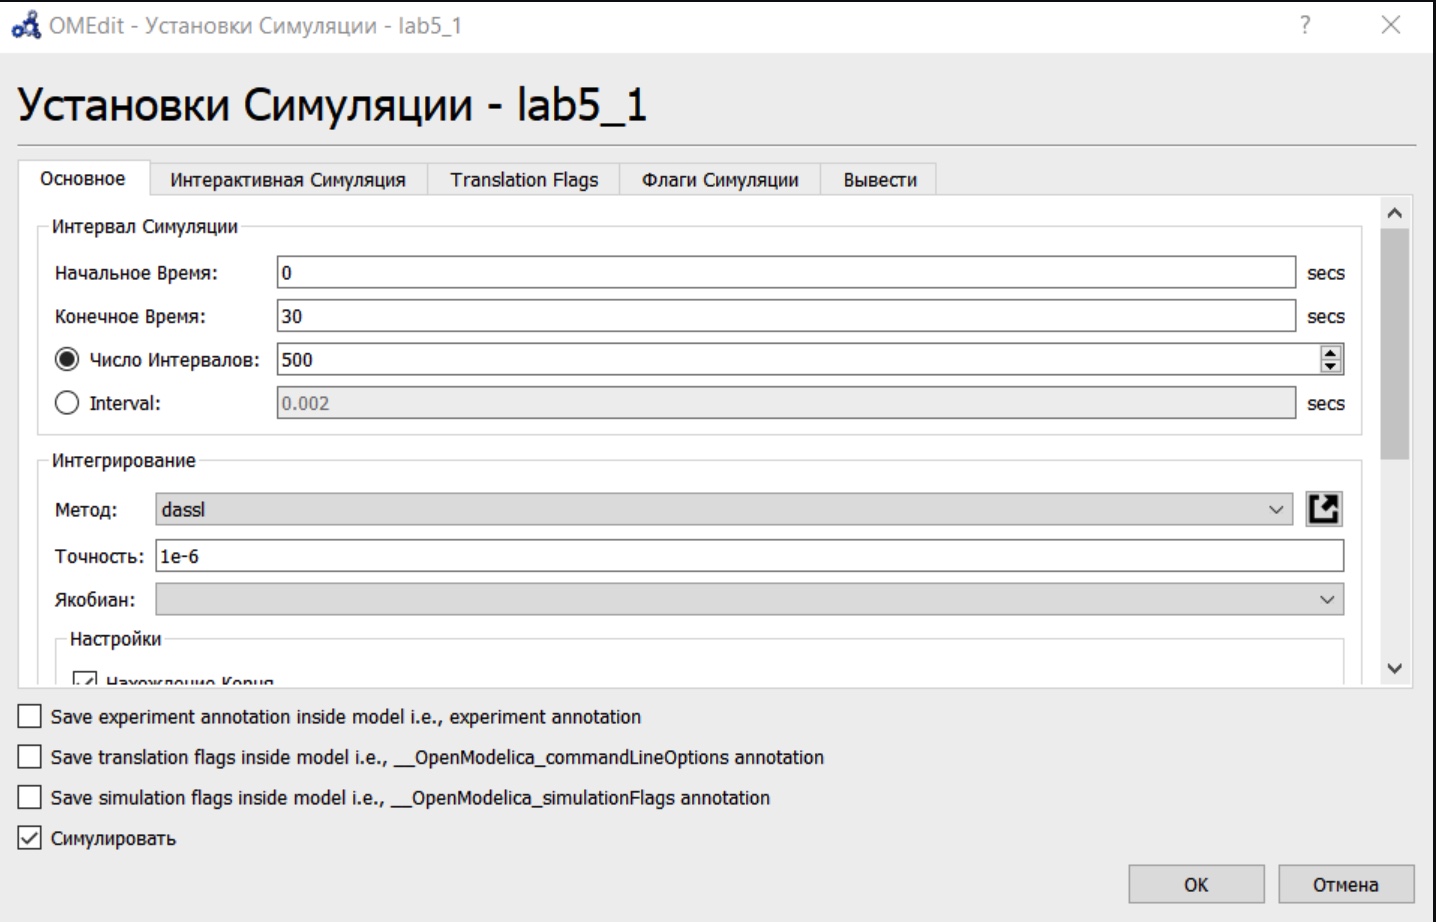 OMEdit - Установки Симуляции - lab5_1
?
Установки Симуляции - lab5_1
Основное Интерактивная Симуляция Translation Flags Флаги Симуляции Вывести
Интервал Симуляции
Начальное Время: 0 secs
Конечное Время: 30 secs
Число Интервалов: 500
Interval: 0.002 secs
Интегрирование
Метод: dassl
Точность: 1e-6
Якобиан:
Настройки
Нахождение Корня
Save experiment annotation inside model i.e., experiment annotation
Save translation flags inside model i.e., __OpenModelica_commandLineOptions annotation
Save simulation flags inside model i.e., __OpenModelica_simulationFlags annotation
Симулировать
OK Отмена